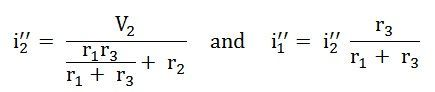 i₂″ = V₂ / (r₁r₃ / (r₁ + r₃) + r₂) and i₁″ = i₂″ r₃ / (r₁ + r₃)